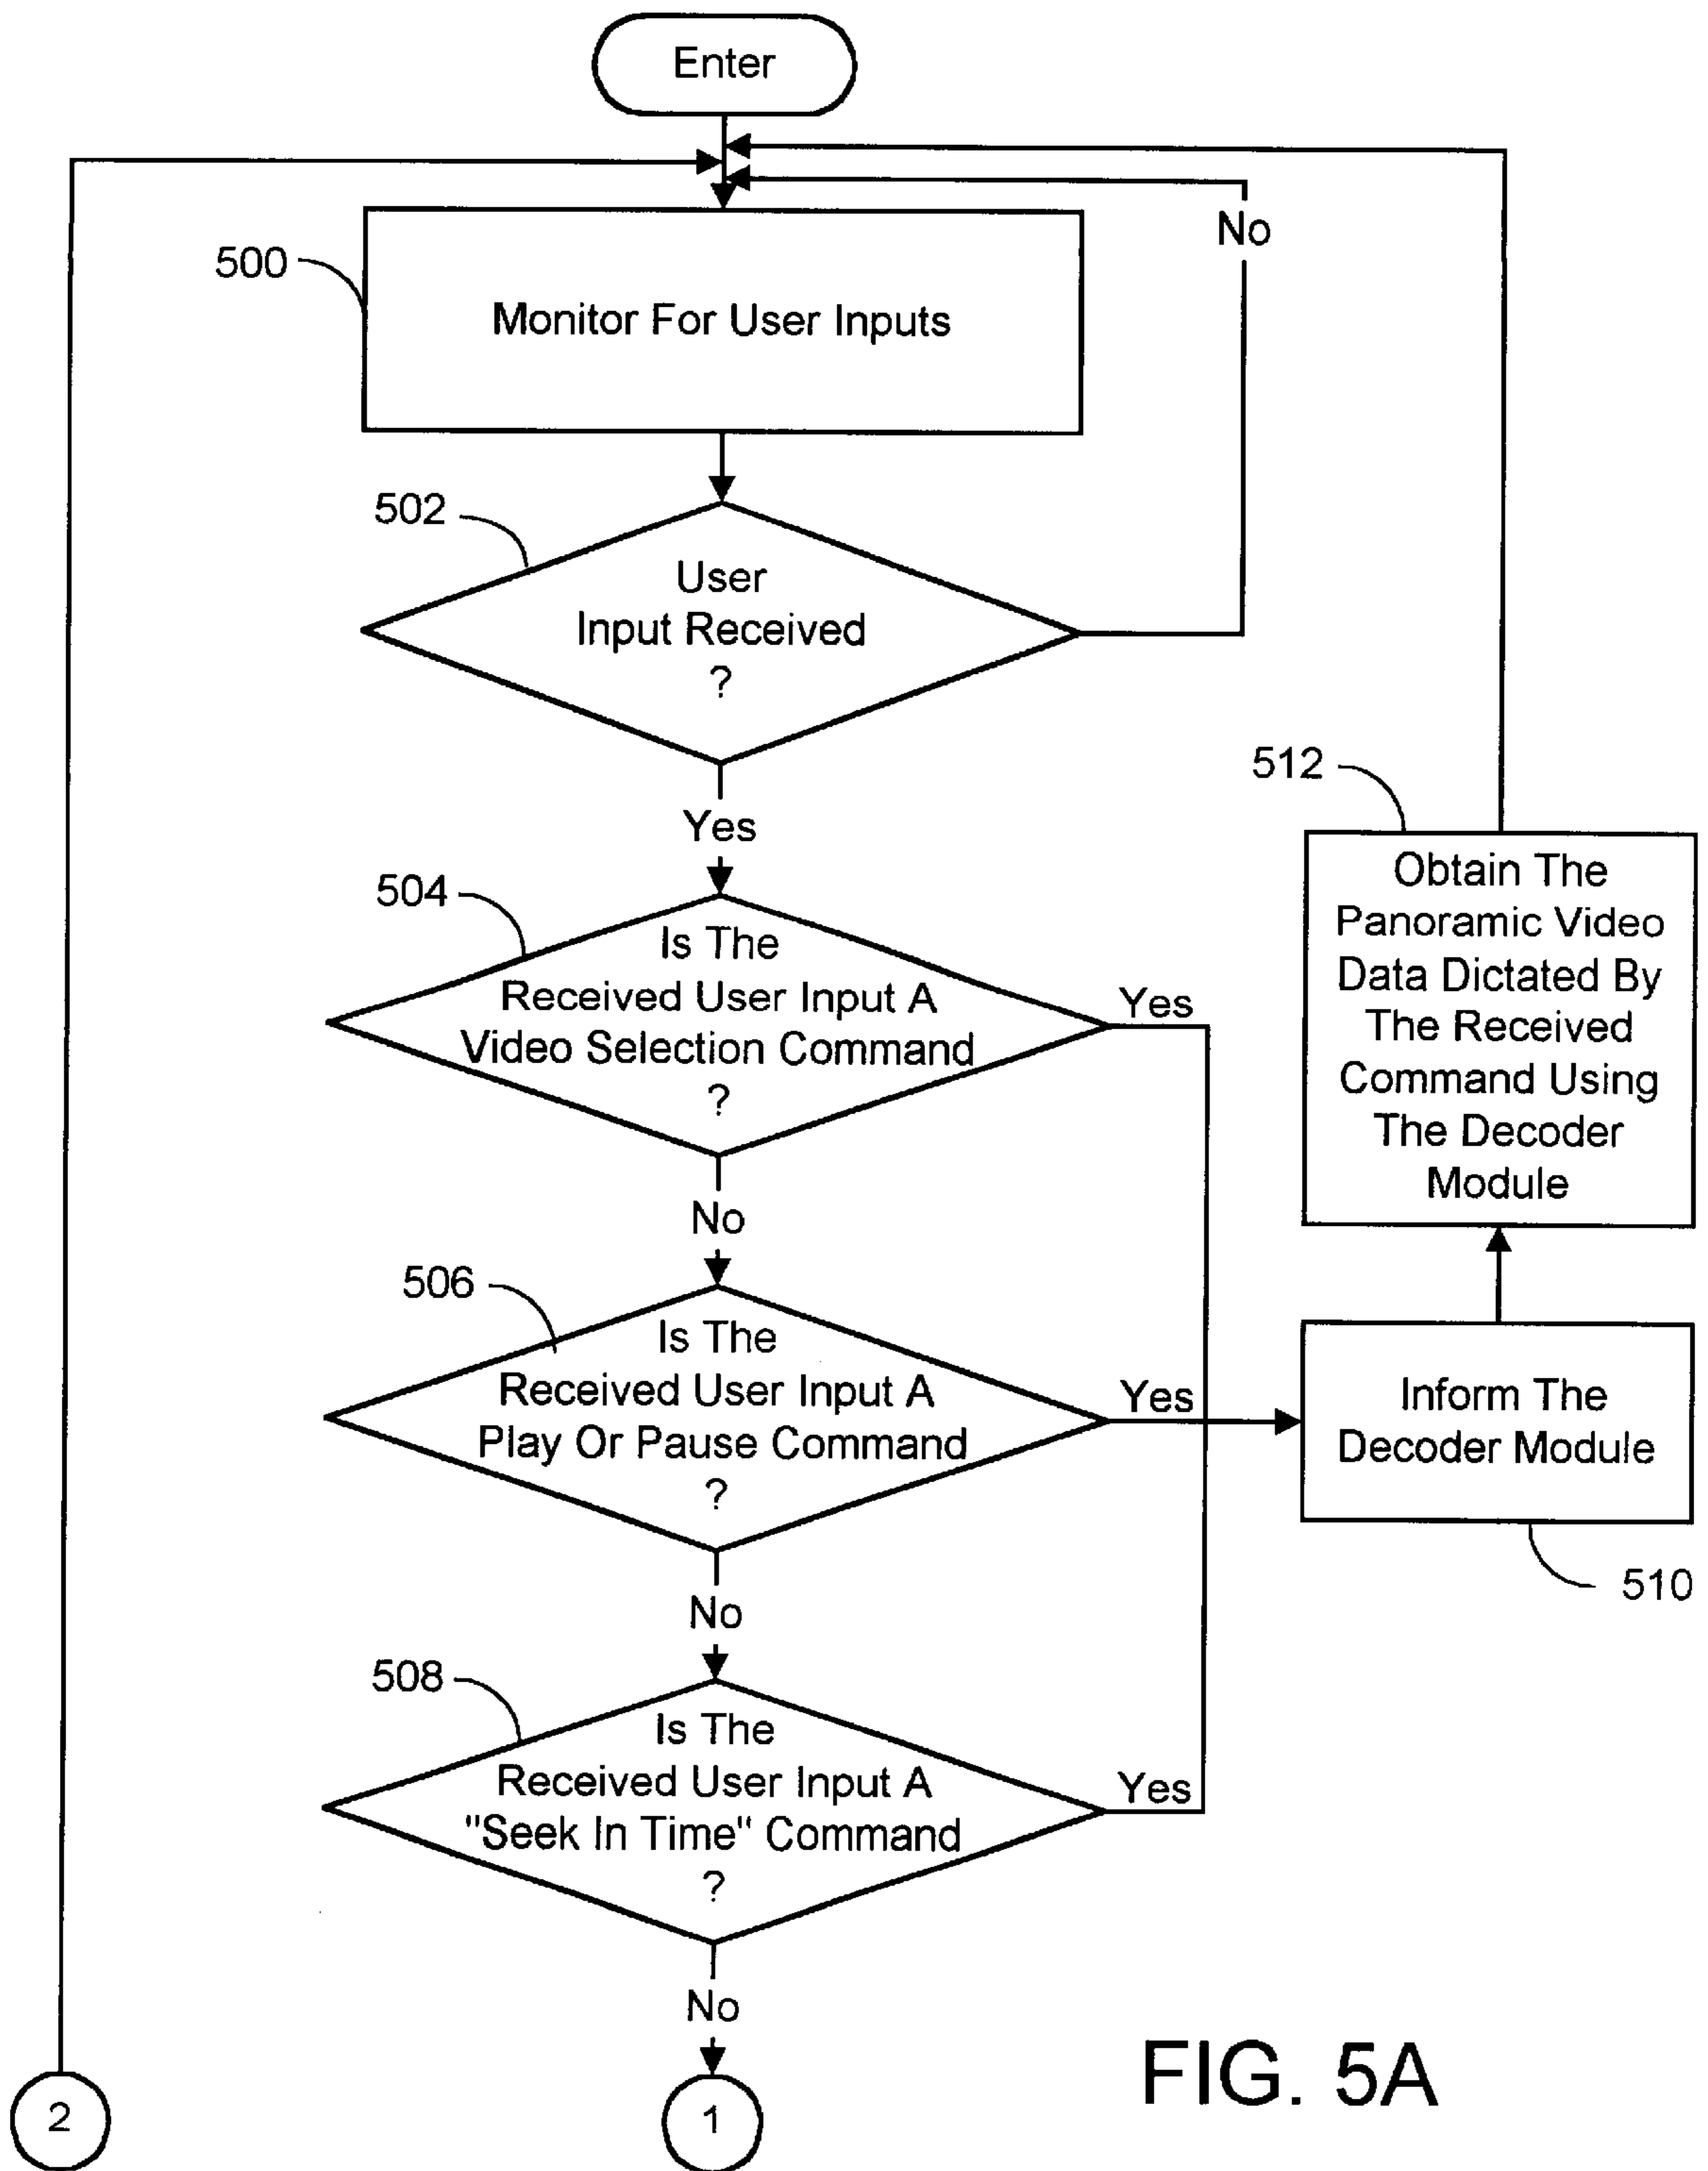 Enter
No
500
Monitor For User Inputs
502
User
Input Received
?
Yes
504
Is The
Received User Input A
Video Selection Command
?
Yes
No
506
Is The
Received User Input A
Play Or Pause Command
?
Yes
No
508
Is The
Received User Input A
"Seek In Time" Command
?
Yes
No
512
Obtain The
Panoramic Video
Data Dictated By
The Received
Command Using
The Decoder
Module
Inform The
Decoder Module
510
2
1
FIG. 5A